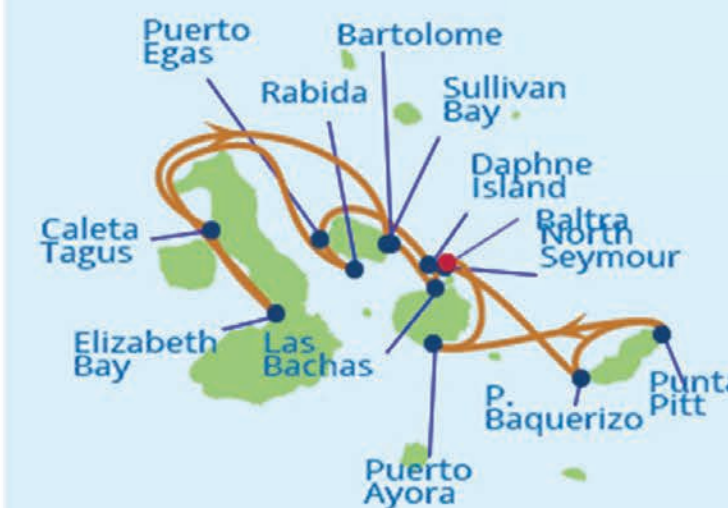 Puerto
Egas
Bartolome
Rabida
Sullivan
Bay
Daphne
Island
Baltra
North
Seymour
Caleta
Tagus
Elizabeth
Bay
Las
Bachas
P.
Baquerizo
Punta
Pitt
Puerto
Ayora